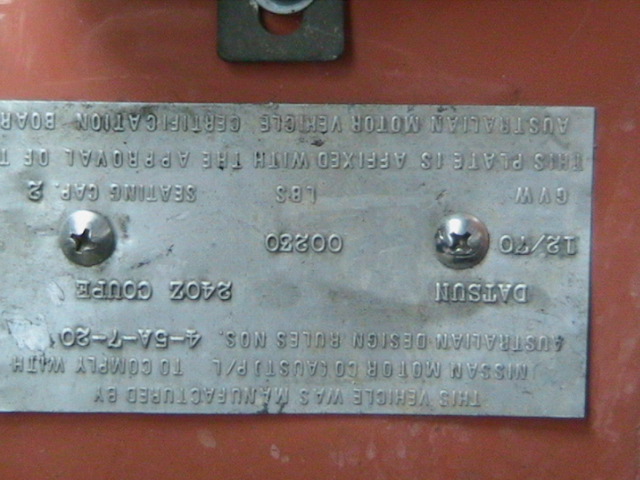 THIS VEHICLE WAS MANUFACTURED BY
NISSAN MOTOR CO(AUST)P/L TO COMPLY WITH
AUSTRALIAN DESIGN RULES NOS. 4-5A-7-20
DATSUN 240Z COUPE
12/70 00230
GVW LBS SEATING CAP. 2
THIS PLATE IS AFFIXED WITH THE APPROVAL OF T
AUSTRALIAN MOTOR VEHICLE CERTIFICATION BOAR